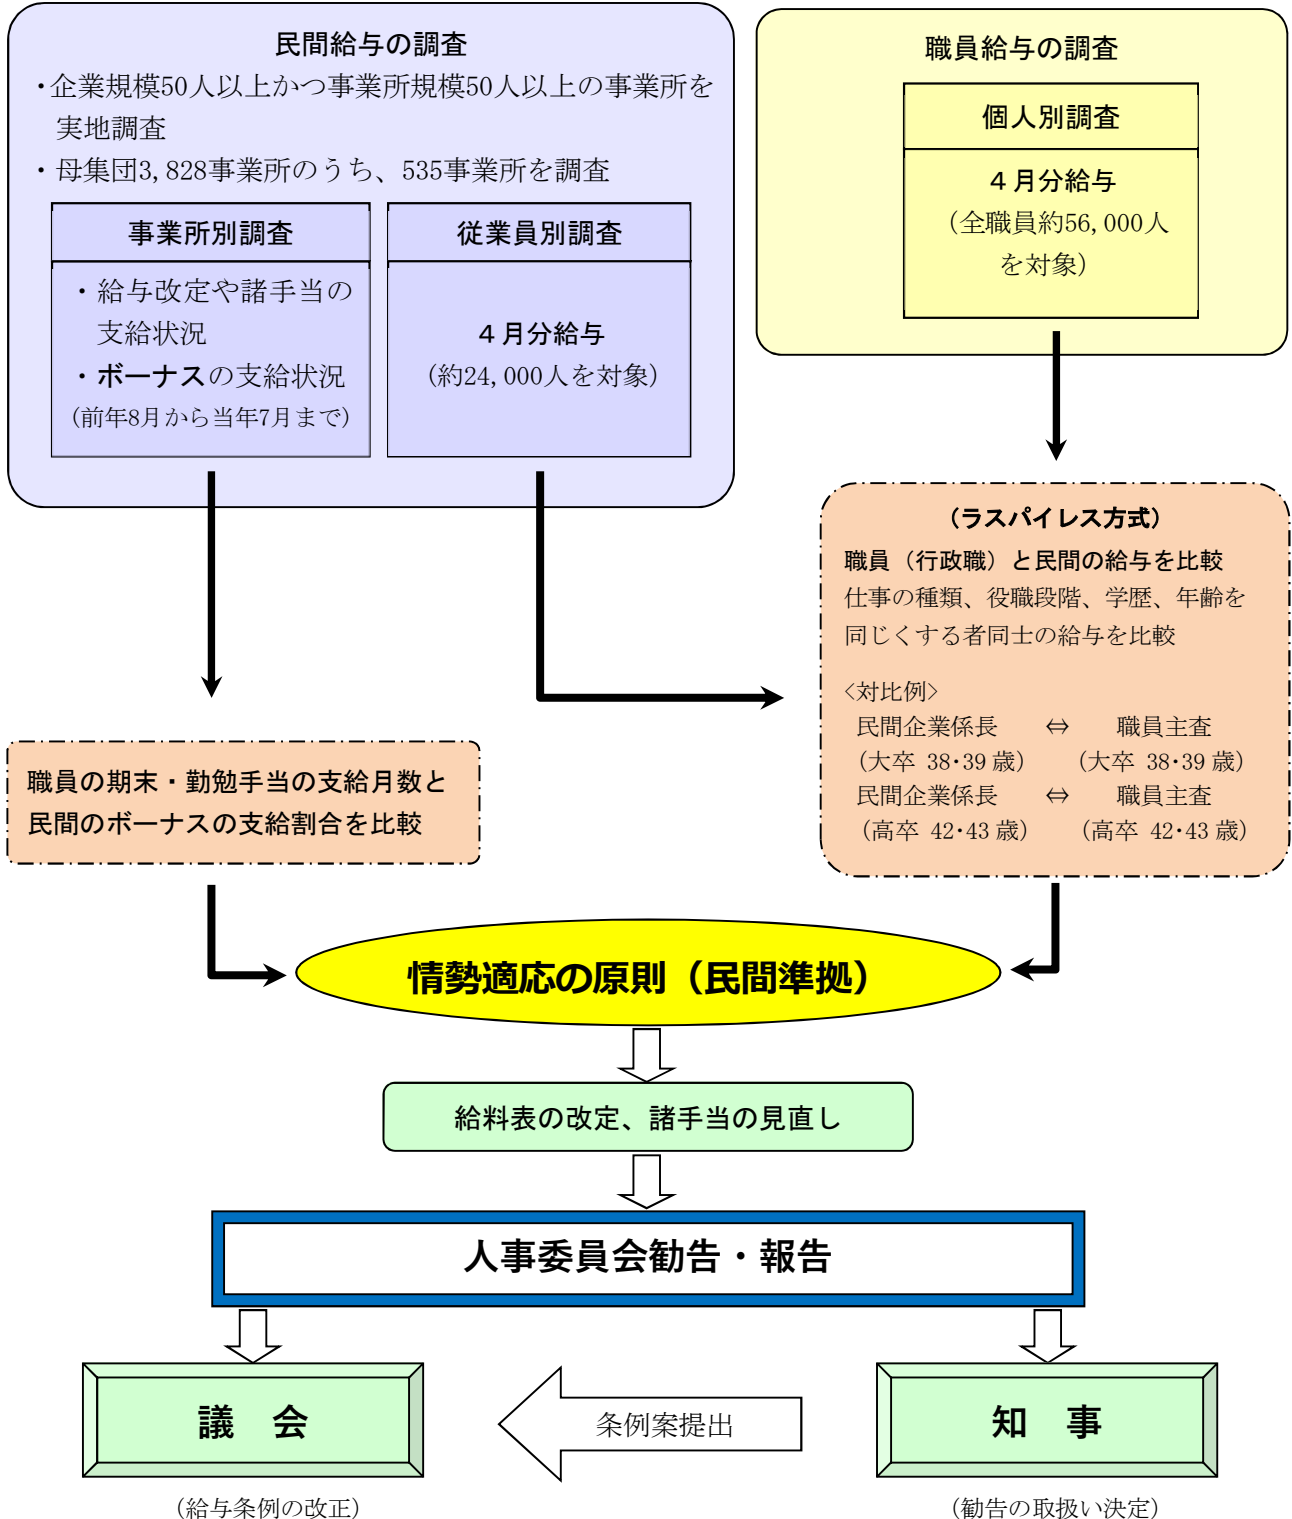 民間給与の調査
・企業規模50人以上かつ事業所規模50人以上の事業所を
実地調査
・母集団3,828事業所のうち、535事業所を調査
事業所別調査
・給与改定や諸手当の
支給状況
・ボーナスの支給状況
(前年8月から当年7月まで)
従業員別調査
４月分給与
(約24,000人を対象)
職員給与の調査
個人別調査
４月分給与
(全職員約56,000人
を対象)
(ラスパイレス方式)
職員（行政職）と民間の給与を比較
仕事の種類、役職段階、学歴、年齢を
同じくする者同士の給与を比較
<対比例>
民間企業係長 ⇔ 職員主査
(大卒 38･39歳) (大卒 38･39歳)
民間企業係長 ⇔ 職員主査
(高卒 42･43歳) (高卒 42･43歳)
職員の期末・勤勉手当の支給月数と
民間のボーナスの支給割合を比較
情勢適応の原則（民間準拠）
給料表の改定、諸手当の見直し
人事委員会勧告・報告
議　会
条例案提出
知　事
(給与条例の改正)
(勧告の取扱い決定)